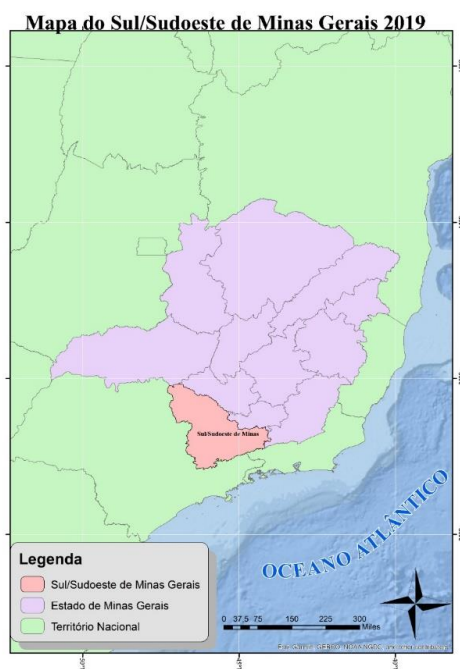 Mapa do Sul/Sudoeste de Minas Gerais 2019
Sul/Sudoeste de Minas
OCEANO ATLÂNTICO
Legenda
Sul/Sudoeste de Minas Gerais
Estado de Minas Gerais
Território Nacional
0 37,5 75 150 225 300
Miles